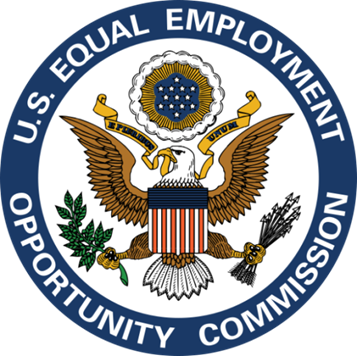 U.S. EQUAL EMPLOYMENT
OPPORTUNITY COMMISSION